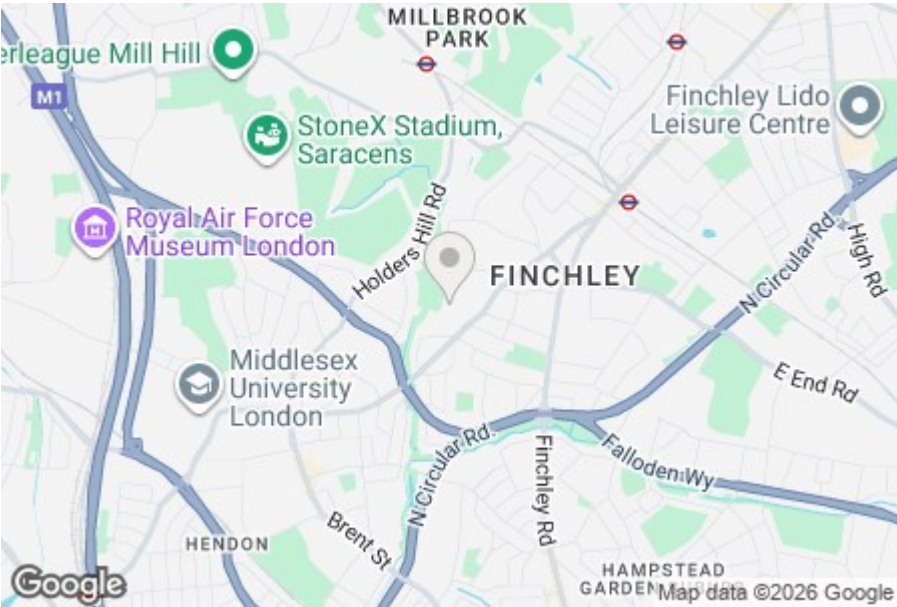 MILLBROOK
PARK
erleague Mill Hill
M1
Finchley Lido
Leisure Centre
StoneX Stadium,
Saracens
Holders Hill Rd
Royal Air Force
Museum London
N Circular Rd.
High Rd
FINCHLEY
Middlesex
University
London
E End Rd
N Circular Rd.
Finchley Rd
Falloden Wy
Brent St
HENDON
HAMPSTEAD
GARDEN
Google
Map data ©2026 Google